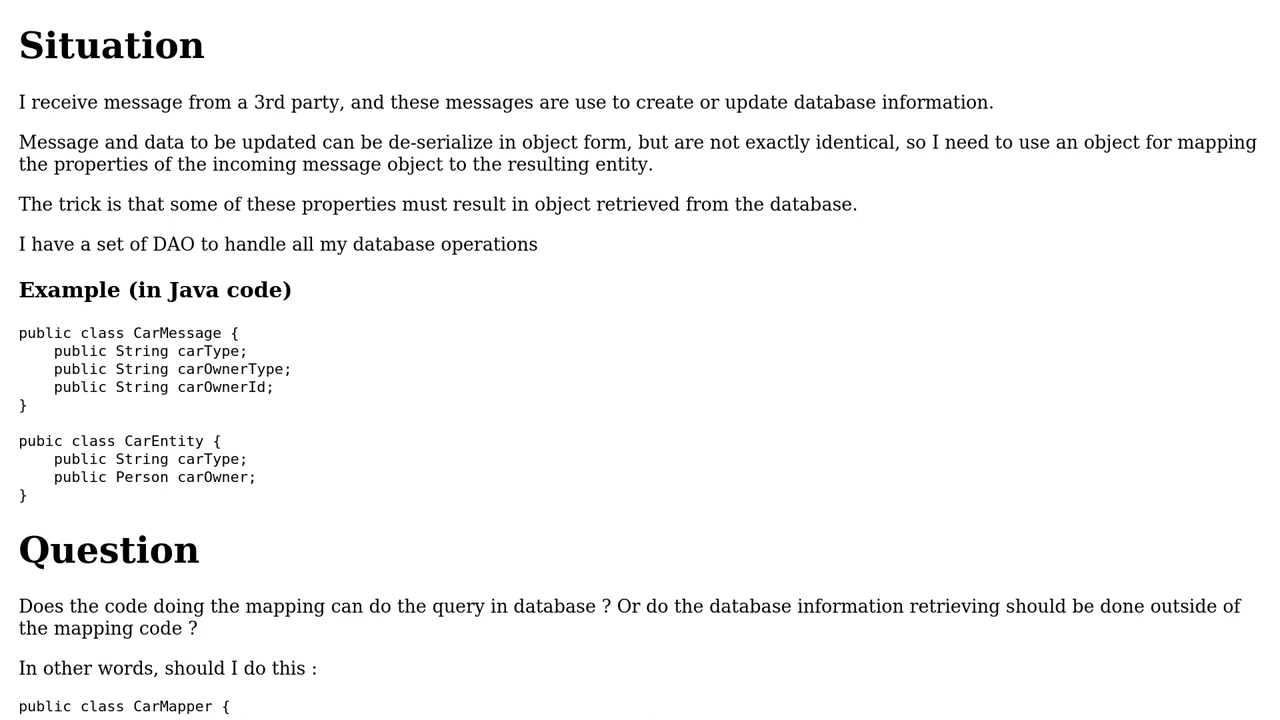 Situation
I receive message from a 3rd party, and these messages are use to create or update database information.
Message and data to be updated can be de-serialize in object form, but are not exactly identical, so I need to use an object for mapping
the properties of the incoming message object to the resulting entity.
The trick is that some of these properties must result in object retrieved from the database.
I have a set of DAO to handle all my database operations
Example (in Java code)
public class CarMessage {
    public String carType;
    public String carOwnerType;
    public String carOwnerId;
}
pubic class CarEntity {
    public String carType;
    public Person carOwner;
}
Question
Does the code doing the mapping can do the query in database ? Or do the database information retrieving should be done outside of
the mapping code ?
In other words, should I do this :
public class CarMapper {